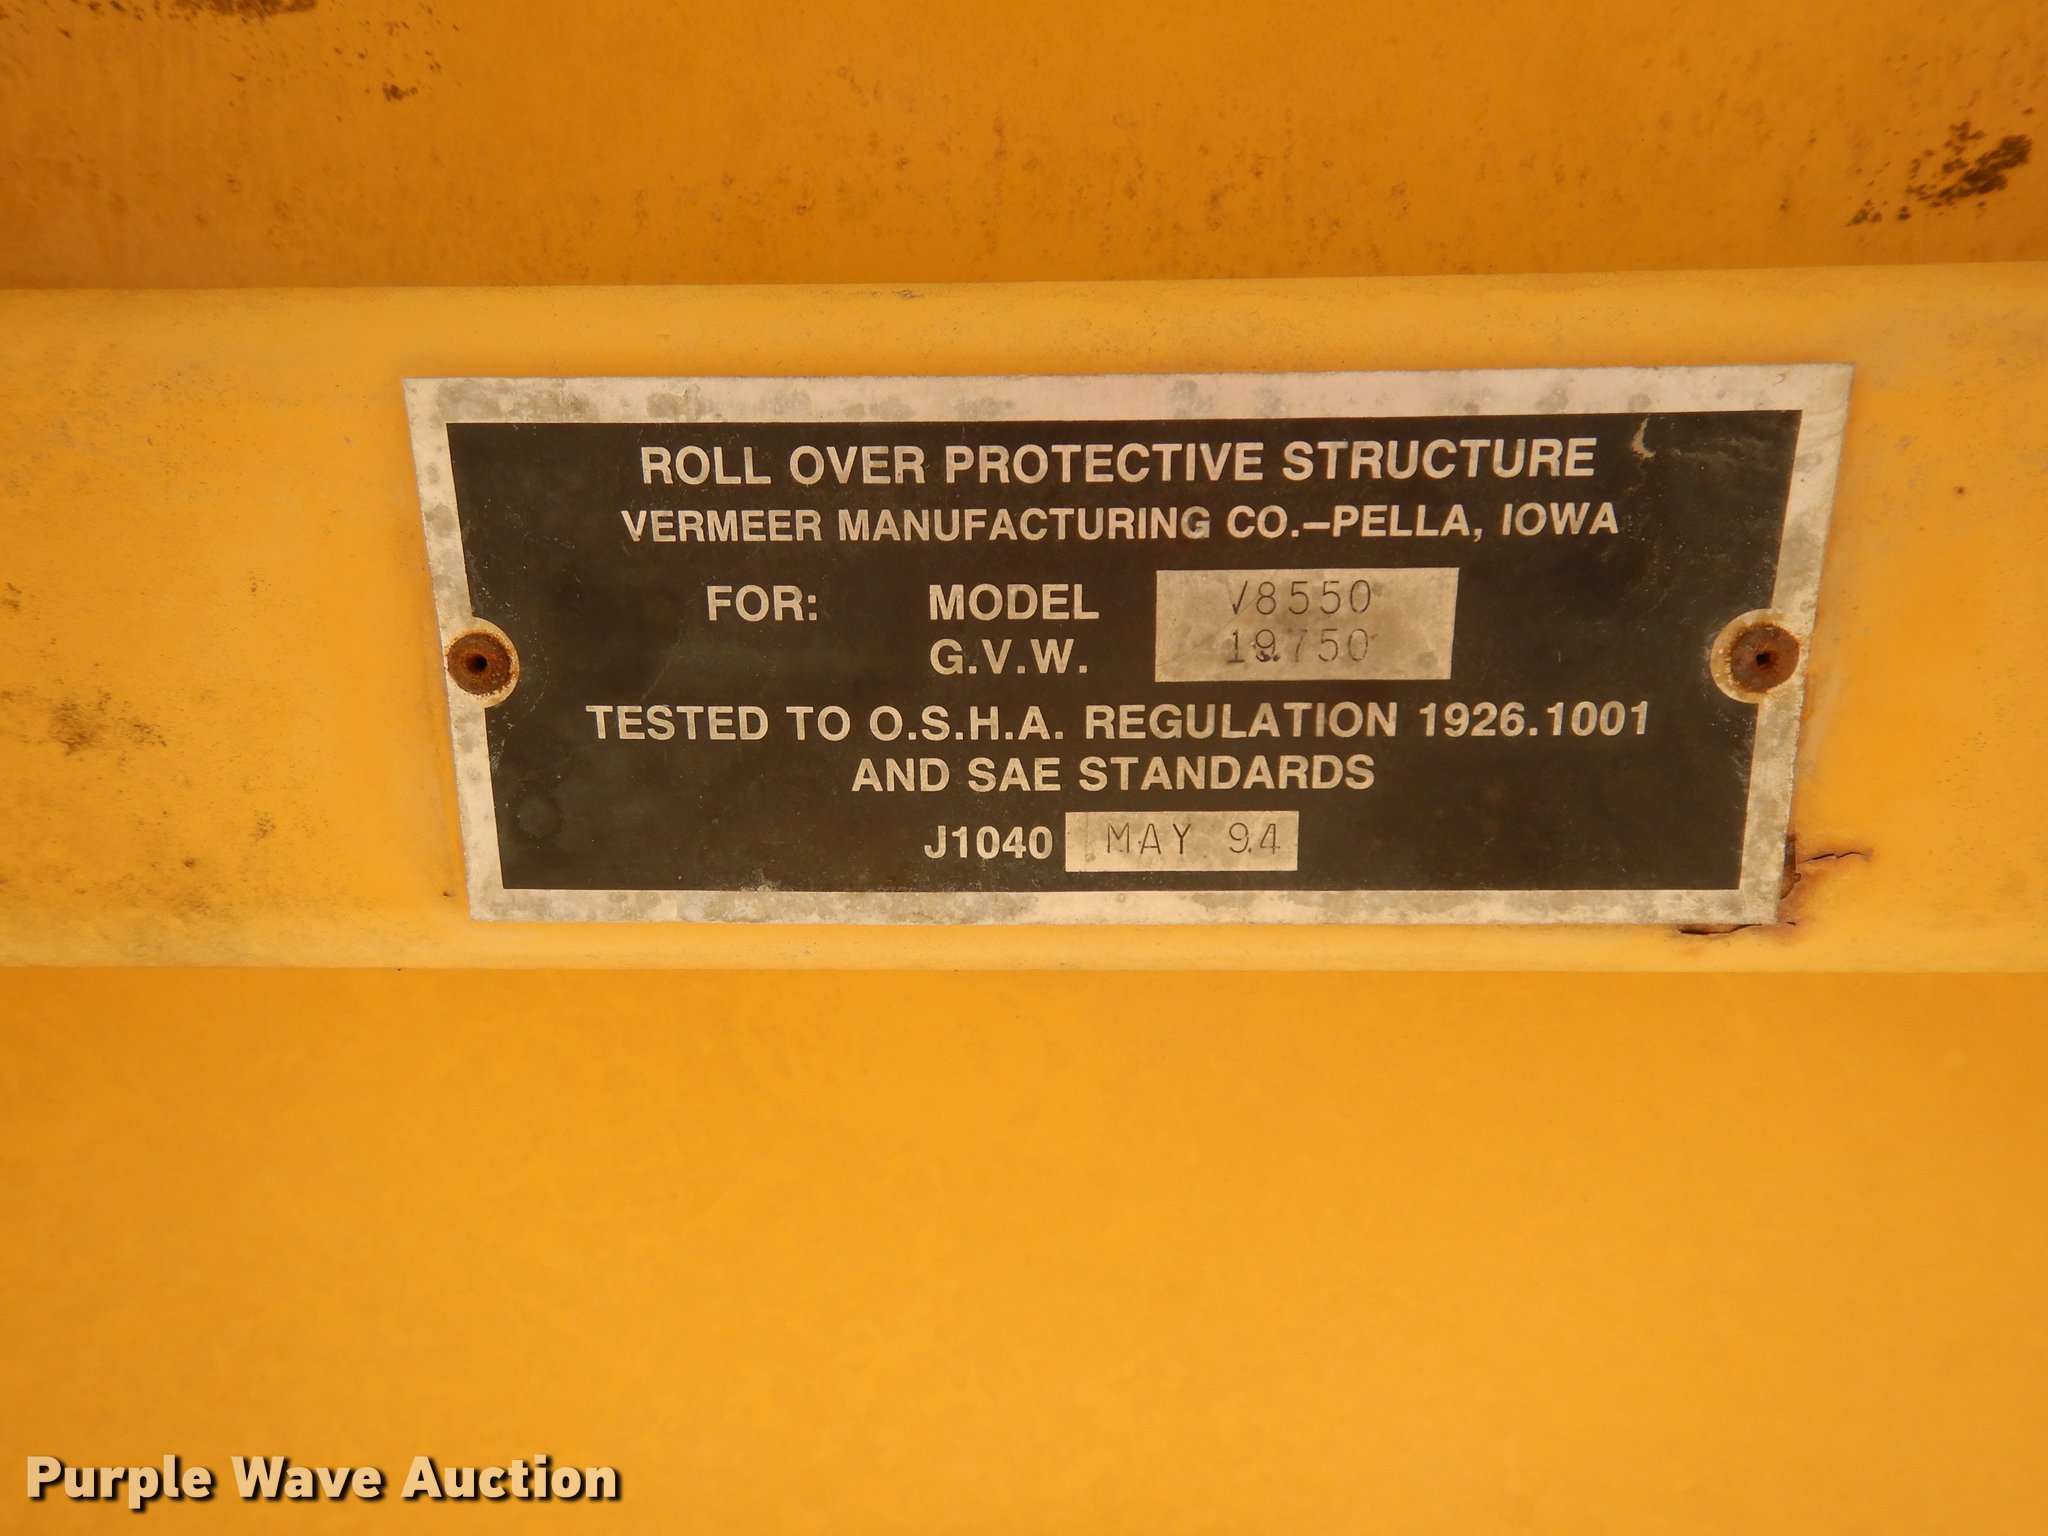 ROLL OVER PROTECTIVE STRUCTURE
VERMEER MANUFACTURING CO.–PELLA, IOWA
FOR: MODEL V8550
G.V.W. 19750
TESTED TO O.S.H.A. REGULATION 1926.1001
AND SAE STANDARDS
J1040 MAY 94
Purple Wave Auction